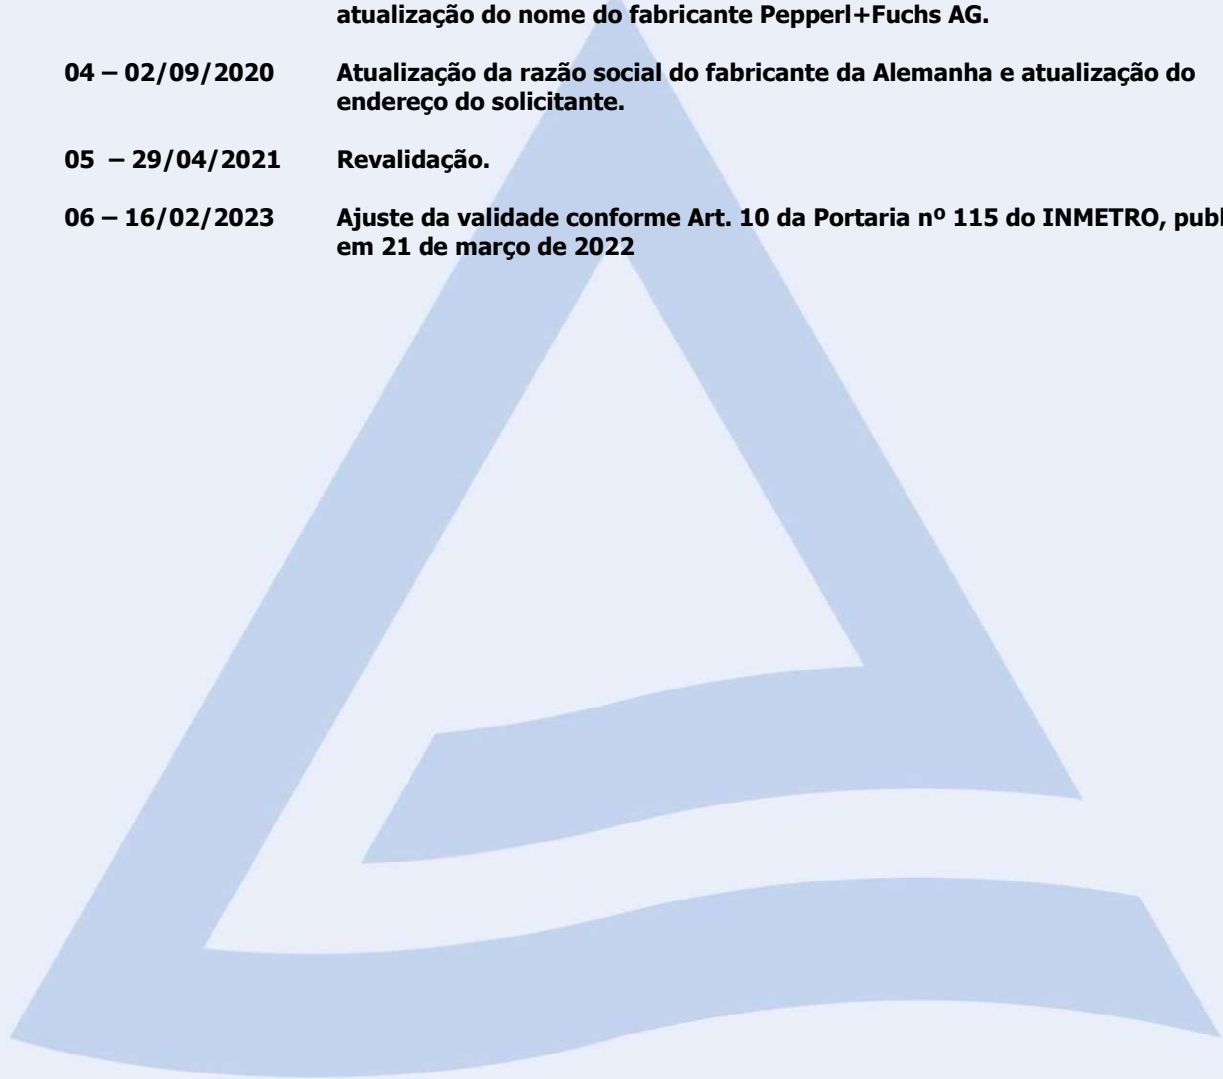 atualização do nome do fabricante Pepperl+Fuchs AG.
04 – 02/09/2020 Atualização da razão social do fabricante da Alemanha e atualização do
endereço do solicitante.
05 – 29/04/2021 Revalidação.
06 – 16/02/2023 Ajuste da validade conforme Art. 10 da Portaria nº 115 do INMETRO,
em 21 de março de 2022